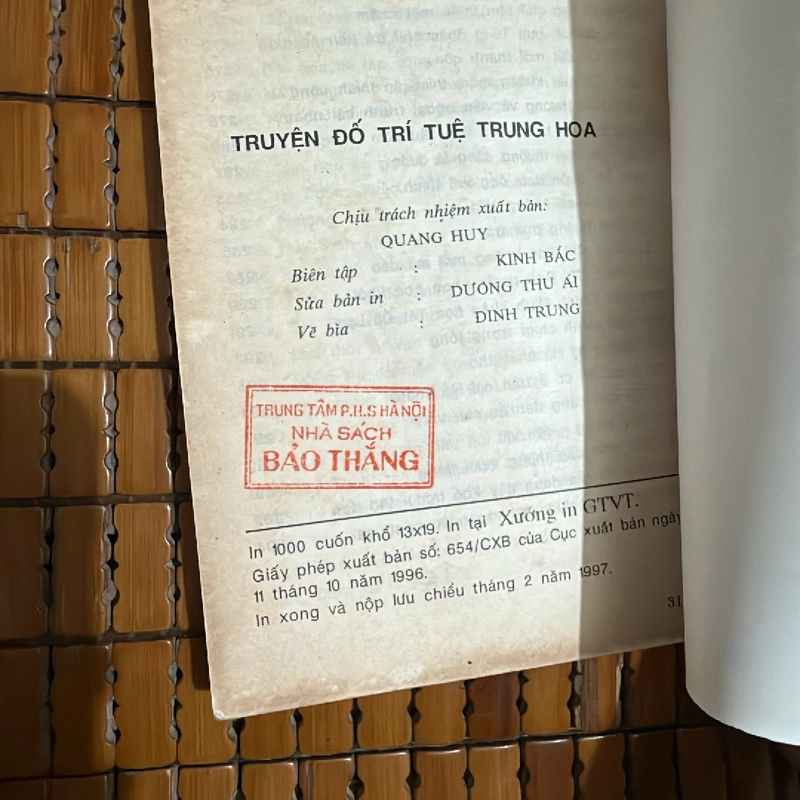 TRUYỆN ĐỐ TRÍ TUỆ TRUNG HOA
Chịu trách nhiệm xuất bản:
QUANG HUY
Biên tập : KINH BẮC
Sửa bản in : DƯƠNG THU ÁI
Vẽ bìa : ĐINH TRUNG
TRUNG TÂM P.H.S HÀ NỘI
NHÀ SÁCH
BẢO THẮNG
In 1000 cuốn khổ 13x19. In tại Xưởng in GTVT.
Giấy phép xuất bản số: 654/CXB của Cục xuất bản ngày
11 tháng 10 năm 1996.
In xong và nộp lưu chiểu tháng 2 năm 1997.